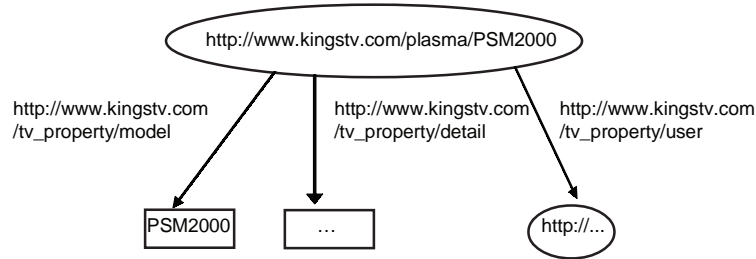 http://www.kingstv.com/plasma/PSM2000
http://www.kingstv.com
/tv_property/model
http://www.kingstv.com
/tv_property/detail
http://www.kingstv.com
/tv_property/user
PSM2000
...
http://...